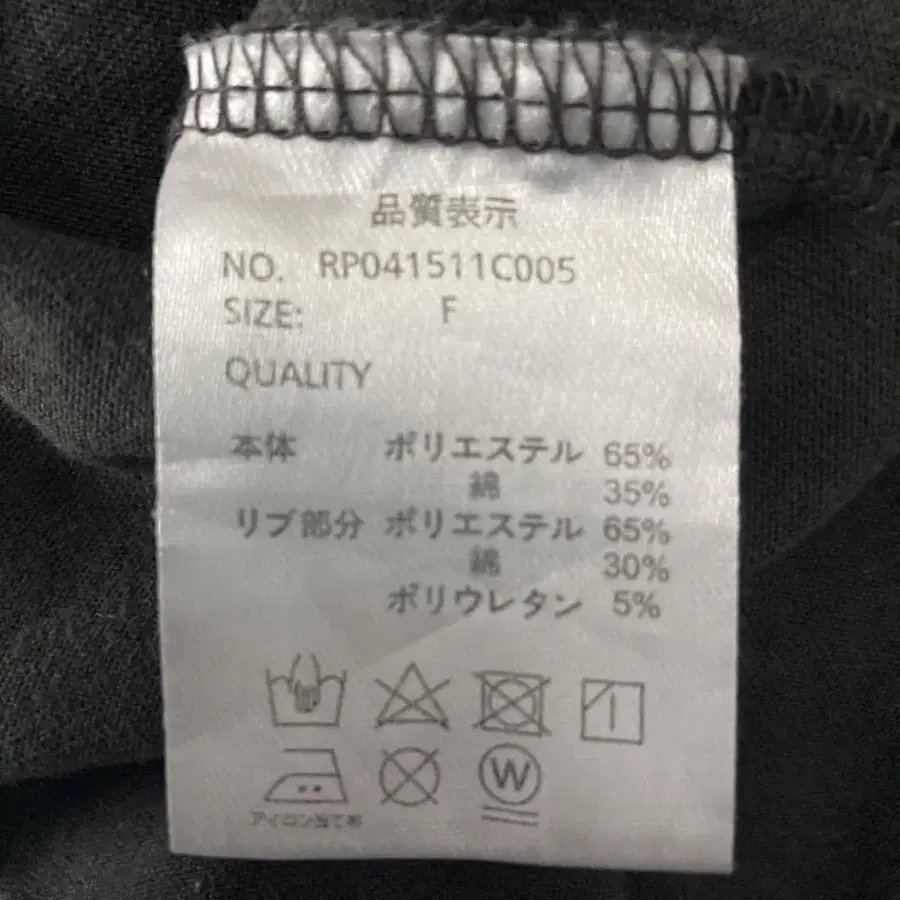 品質表示
NO. RP041511C005
SIZE: F
QUALITY
本体 ポリエステル 65%
綿 35%
リブ部分 ポリエステル 65%
綿 30%
ポリウレタン 5%
W
アイロン当て布